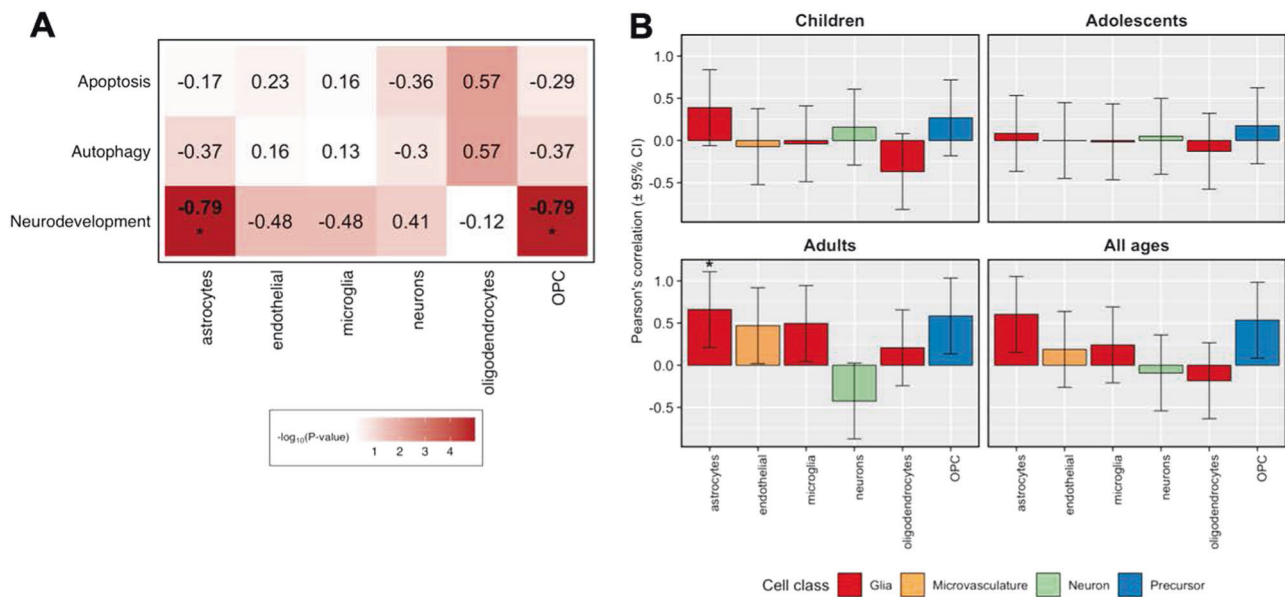 A
Apoptosis
-0.17 0.23 0.16 -0.36 0.57 -0.29
Autophagy
-0.37 0.16 0.13 -0.3 0.57 -0.37
Neurodevelopment
-0.79 -0.48 -0.48 0.41 -0.12 -0.79
* *
astrocytes
endothelial
microglia
neurons
oligodendrocytes
OPC
-log10(P-value)
1 2 3 4
B
Children
Adolescents
1.0
0.5
0.0
-0.5
Adults
All ages
*
1.0
0.5
0.0
-0.5
Pearson's correlation (± 95% CI)
astrocytes
endothelial
microglia
neurons
oligodendrocytes
OPC
astrocytes
endothelial
microglia
neurons
oligodendrocytes
OPC
Cell class Glia Microvasculature Neuron Precursor